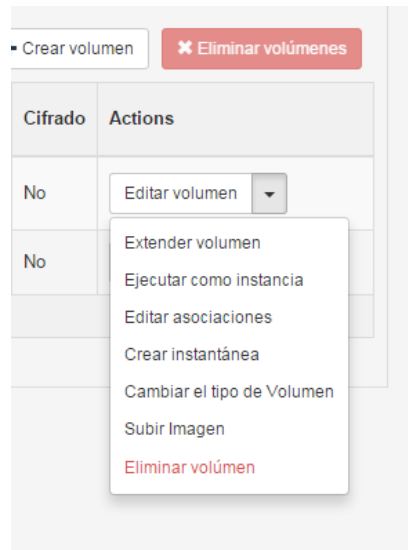 Crear volumen ✖ Eliminar volúmenes
Cifrado Actions
No Editar volumen
No
Extender volumen
Ejecutar como instancia
Editar asociaciones
Crear instantánea
Cambiar el tipo de Volumen
Subir Imagen
Eliminar volúmen